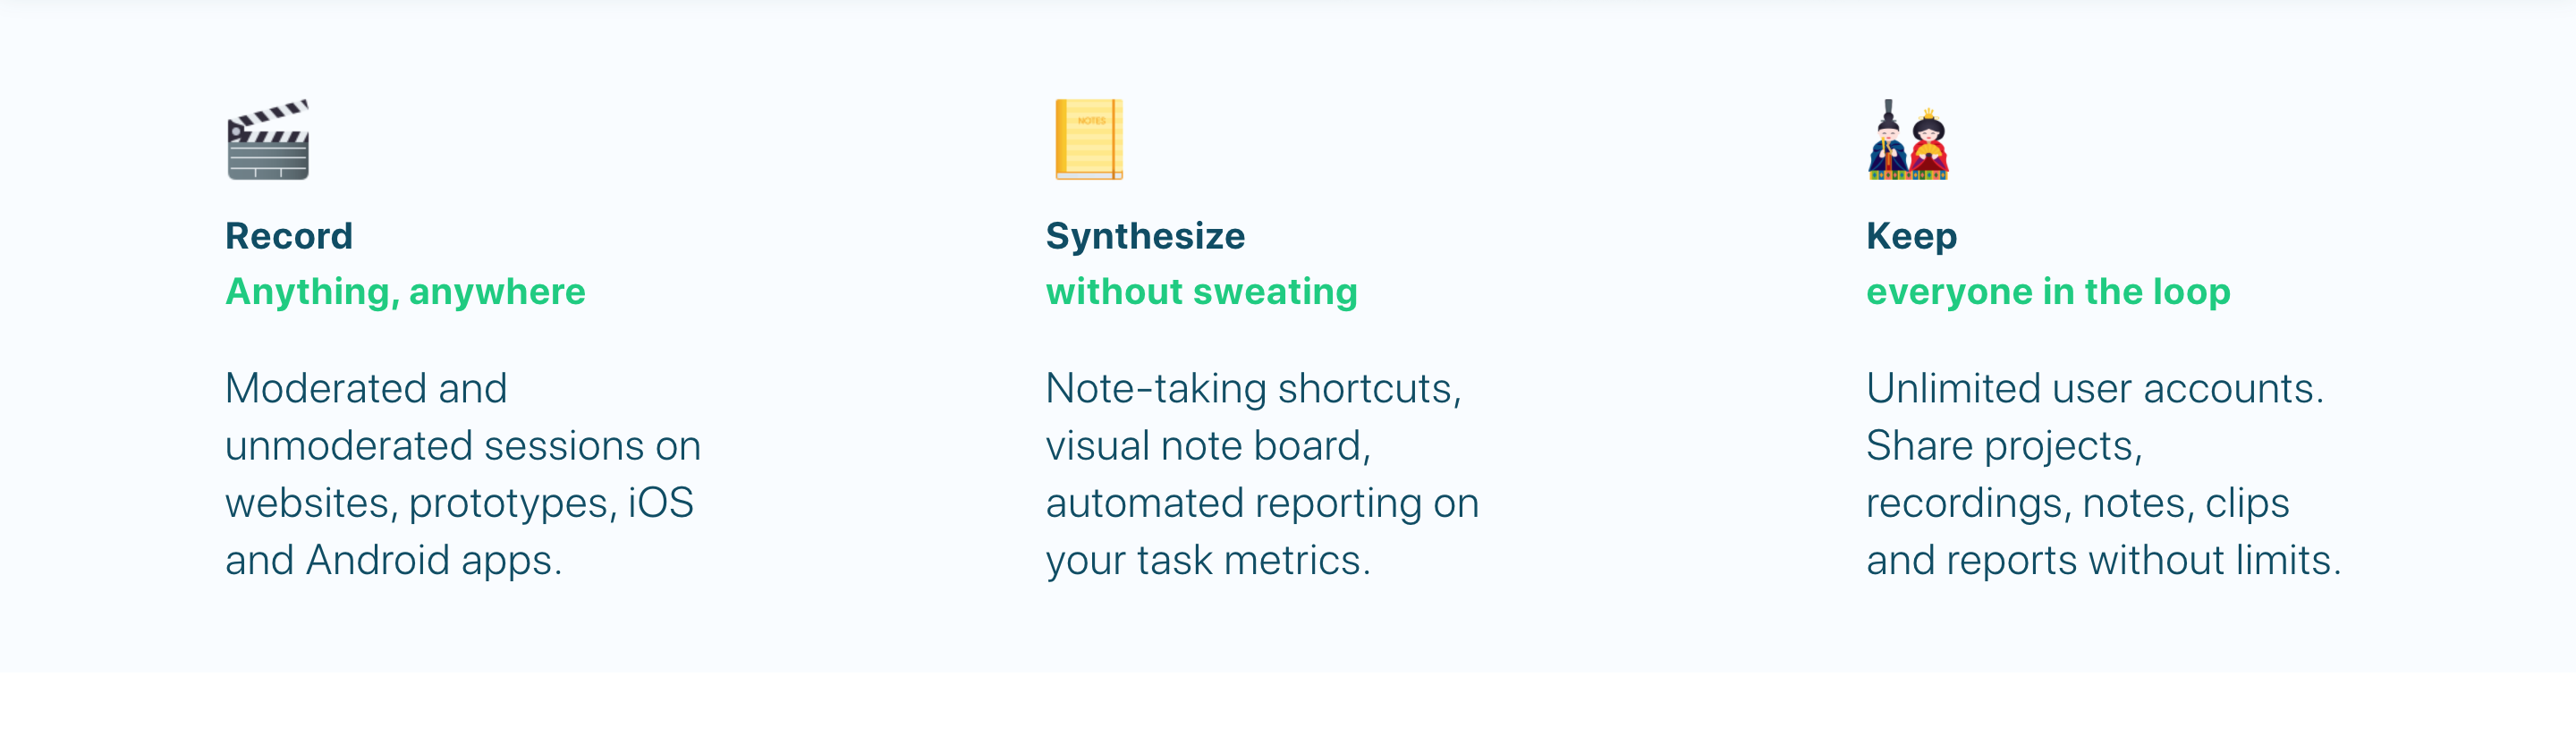 NOTES
Record
Anything, anywhere
Moderated and
unmoderated sessions on
websites, prototypes, iOS
and Android apps.
Synthesize
without sweating
Note-taking shortcuts,
visual note board,
automated reporting on
your task metrics.
Keep
everyone in the loop
Unlimited user accounts.
Share projects,
recordings, notes, clips
and reports without limits.